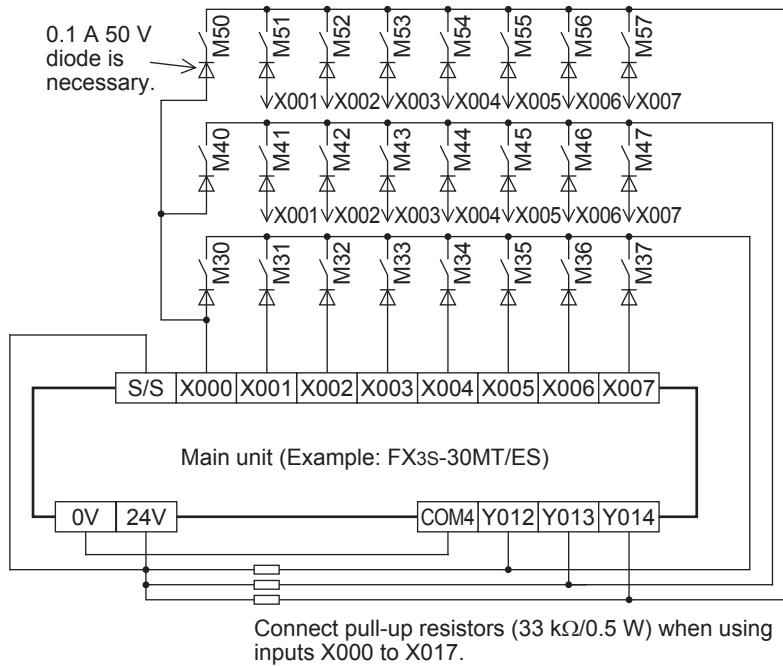 0.1 A 50 V
diode is
necessary.
M50 M51 M52 M53 M54 M55 M56 M57
X001 X002 X003 X004 X005 X006 X007
M40 M41 M42 M43 M44 M45 M46 M47
X001 X002 X003 X004 X005 X006 X007
M30 M31 M32 M33 M34 M35 M36 M37
S/S X000 X001 X002 X003 X004 X005 X006 X007
Main unit (Example: FX3S-30MT/ES)
0V 24V COM4 Y012 Y013 Y014
Connect pull-up resistors (33 kΩ/0.5 W) when using
inputs X000 to X017.